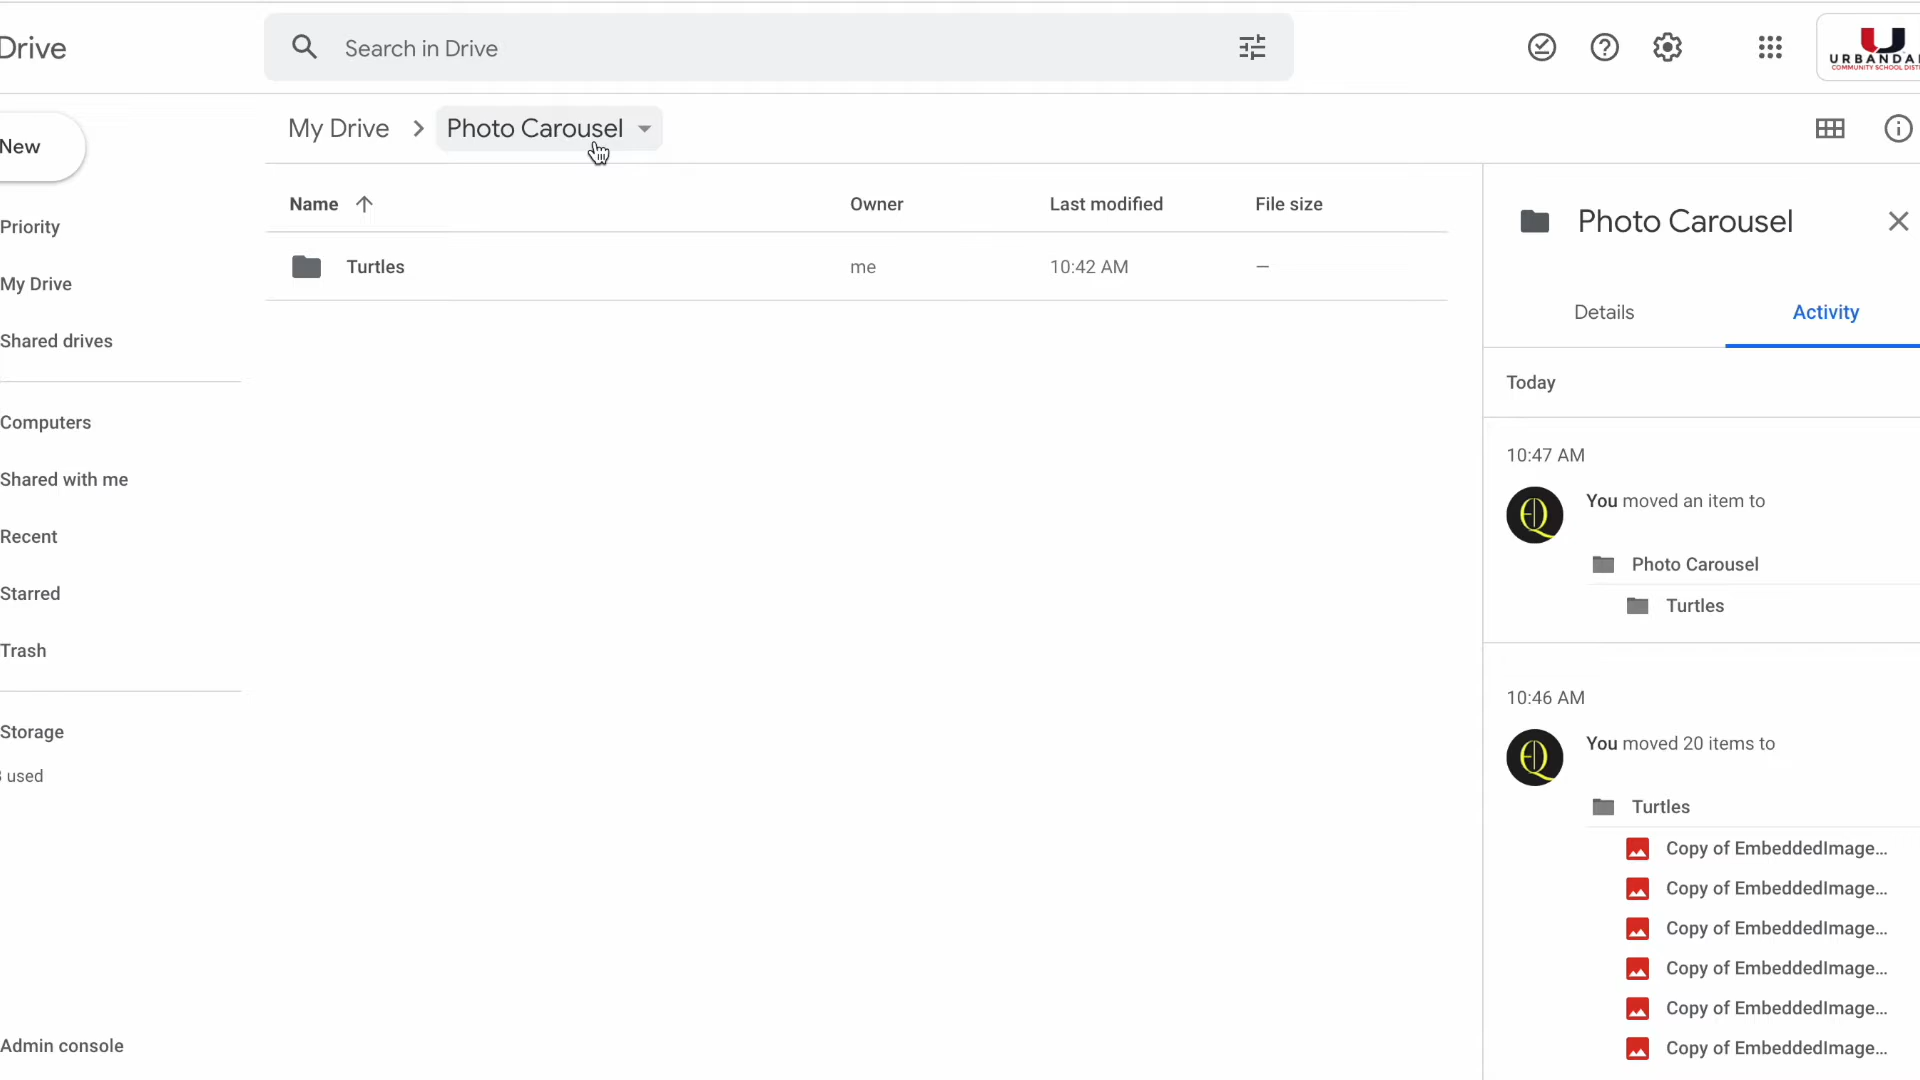 Drive
Search in Drive
URBANDA
New
My Drive
Photo Carousel
Name
Owner
Last modified
File size
Turtles
me
10:42 AM
—
Priority
My Drive
Shared drives
Computers
Shared with me
Recent
Starred
Trash
Storage
used
Admin console
Photo Carousel
Details
Activity
Today
10:47 AM
You moved an item to
Photo Carousel
Turtles
10:46 AM
You moved 20 items to
Turtles
Copy of EmbeddedImage...
Copy of EmbeddedImage...
Copy of EmbeddedImage...
Copy of EmbeddedImage...
Copy of EmbeddedImage...
Copy of EmbeddedImage...